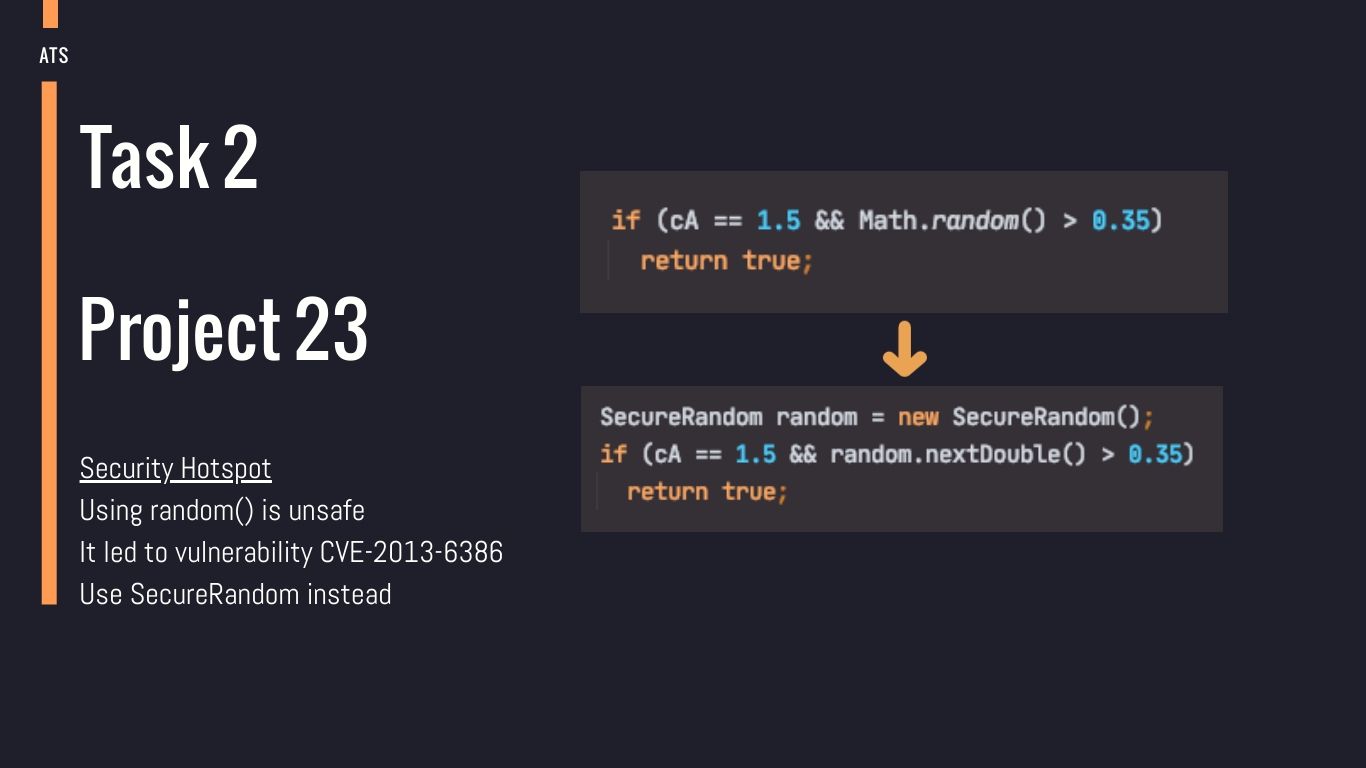 ATS
Task 2
Project 23
Security Hotspot
Using random() is unsafe
It led to vulnerability CVE-2013-6386
Use SecureRandom instead
if (cA == 1.5 && Math.random() > 0.35)
return true;
SecureRandom random = new SecureRandom();
if (cA == 1.5 && random.nextDouble() > 0.35)
return true;